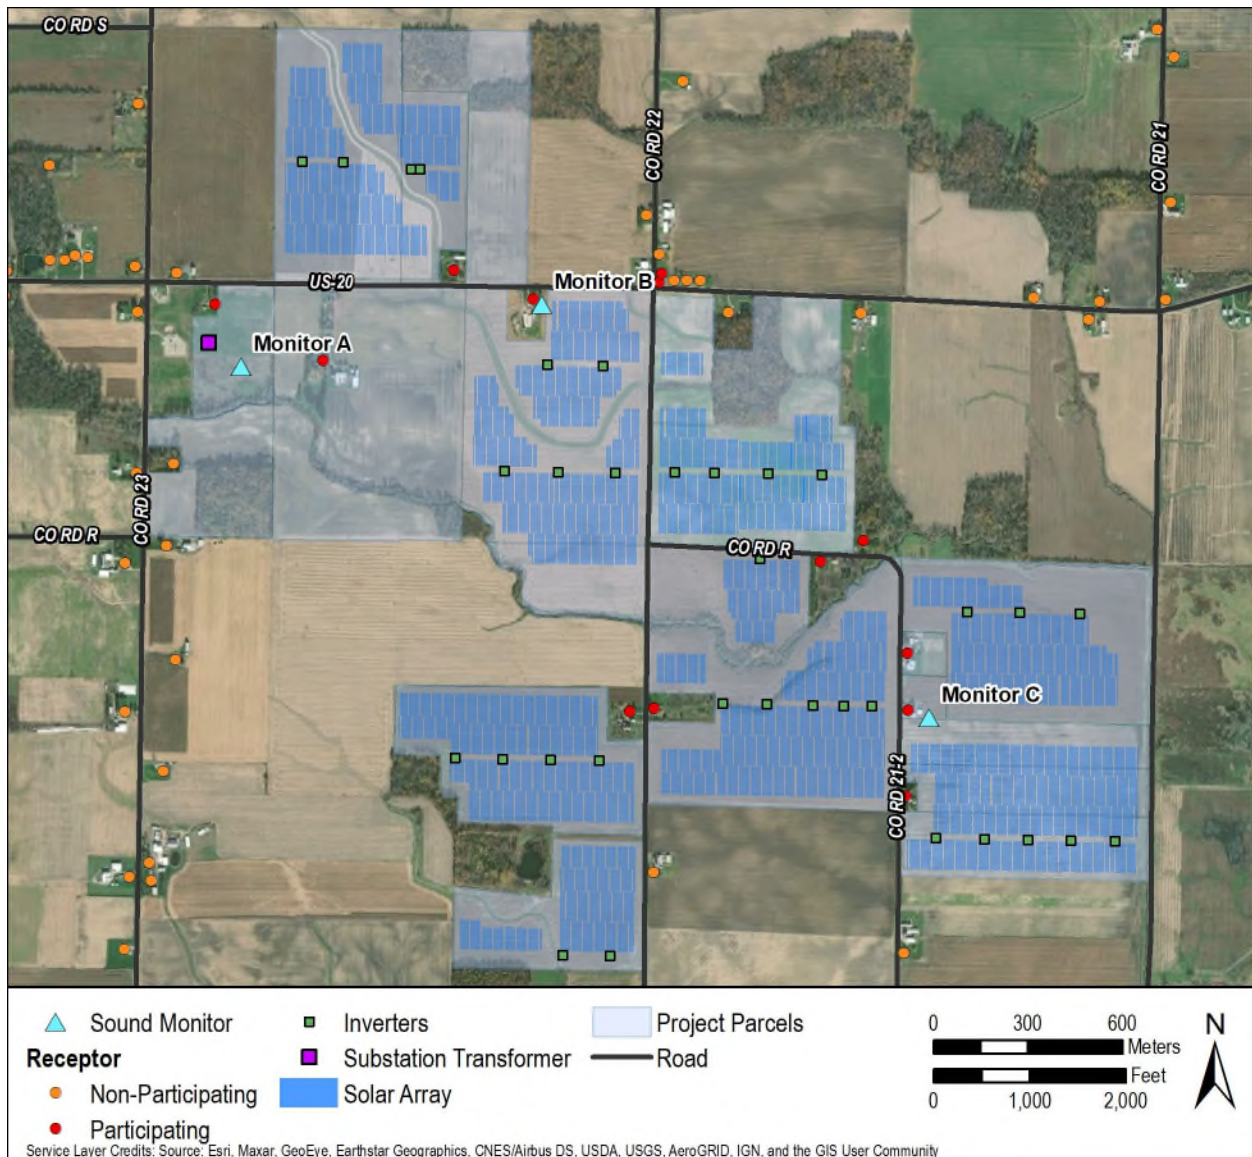 CO RD S
CO RD 22
CO RD 21
US-20
Monitor B
Monitor A
CO RD 23
CO RD R
CO RD R
Monitor C
CO RD 21-2
Sound Monitor
Receptor
Non-Participating
Participating
Inverters
Substation Transformer
Solar Array
Project Parcels
Road
0 300 600
Meters
Feet
0 1,000 2,000
N
Service Layer Credits: Source: Esri, Maxar, GeoEye, Earthstar Geographics, CNES/Airbus DS, USDA, USGS, AeroGRID, IGN, and the GIS User Community